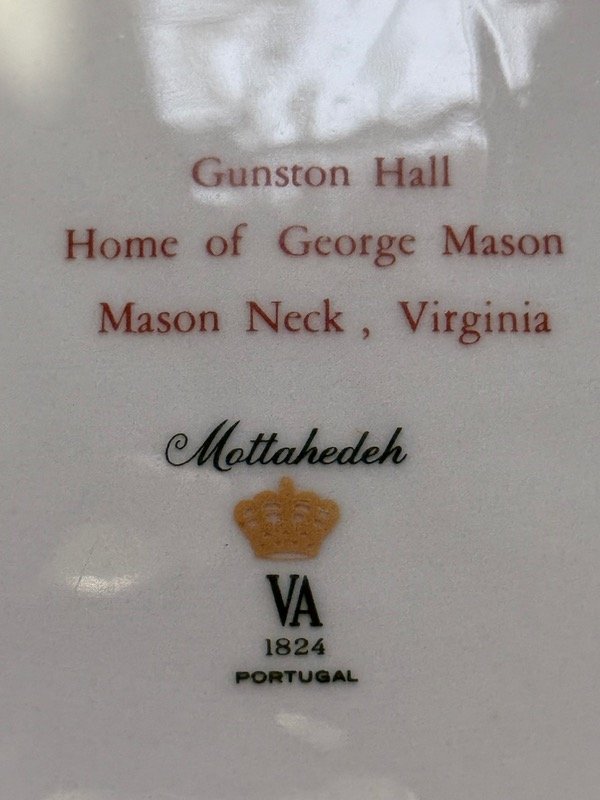 Gunston Hall
Home of George Mason
Mason Neck , Virginia
Mottahedeh
VA
1824
PORTUGAL